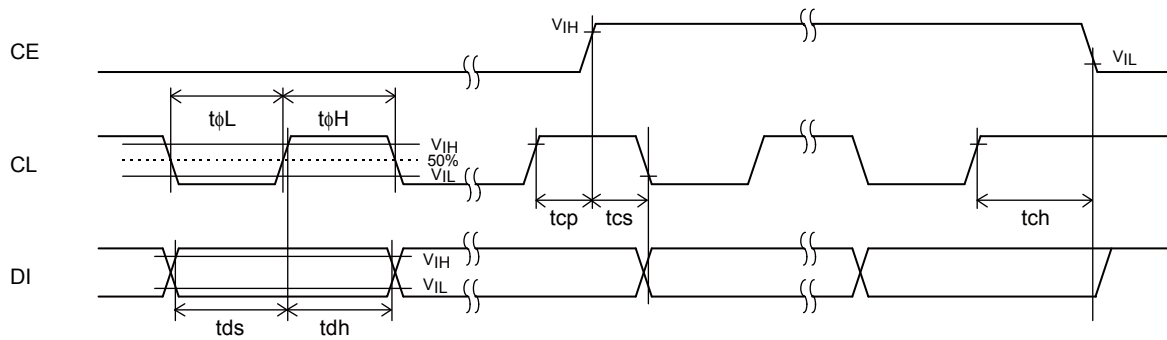 CE
VIH
VIL
tϕL
tϕH
CL
VIH
50%
VIL
tcp
tcs
tch
DI
VIH
VIL
tds
tdh